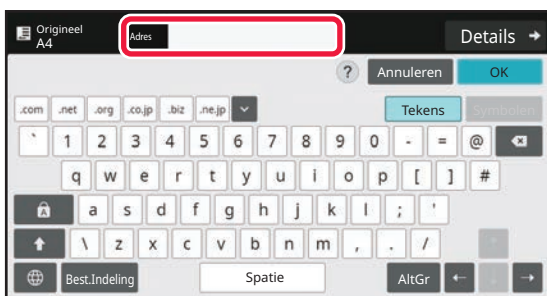 Origineel
A4
Adres
Details →
? Annuleren OK
.com .net .org .co.jp .biz .ne.jp Tekens Symbolen
` 1 2 3 4 5 6 7 8 9 0 - = @
q w e r t y u i o p [ ] #
A a s d f g h j k l ; '
\ z x c v b n m , . /
Best.Indeling Spatie AltGr ← ↓ →